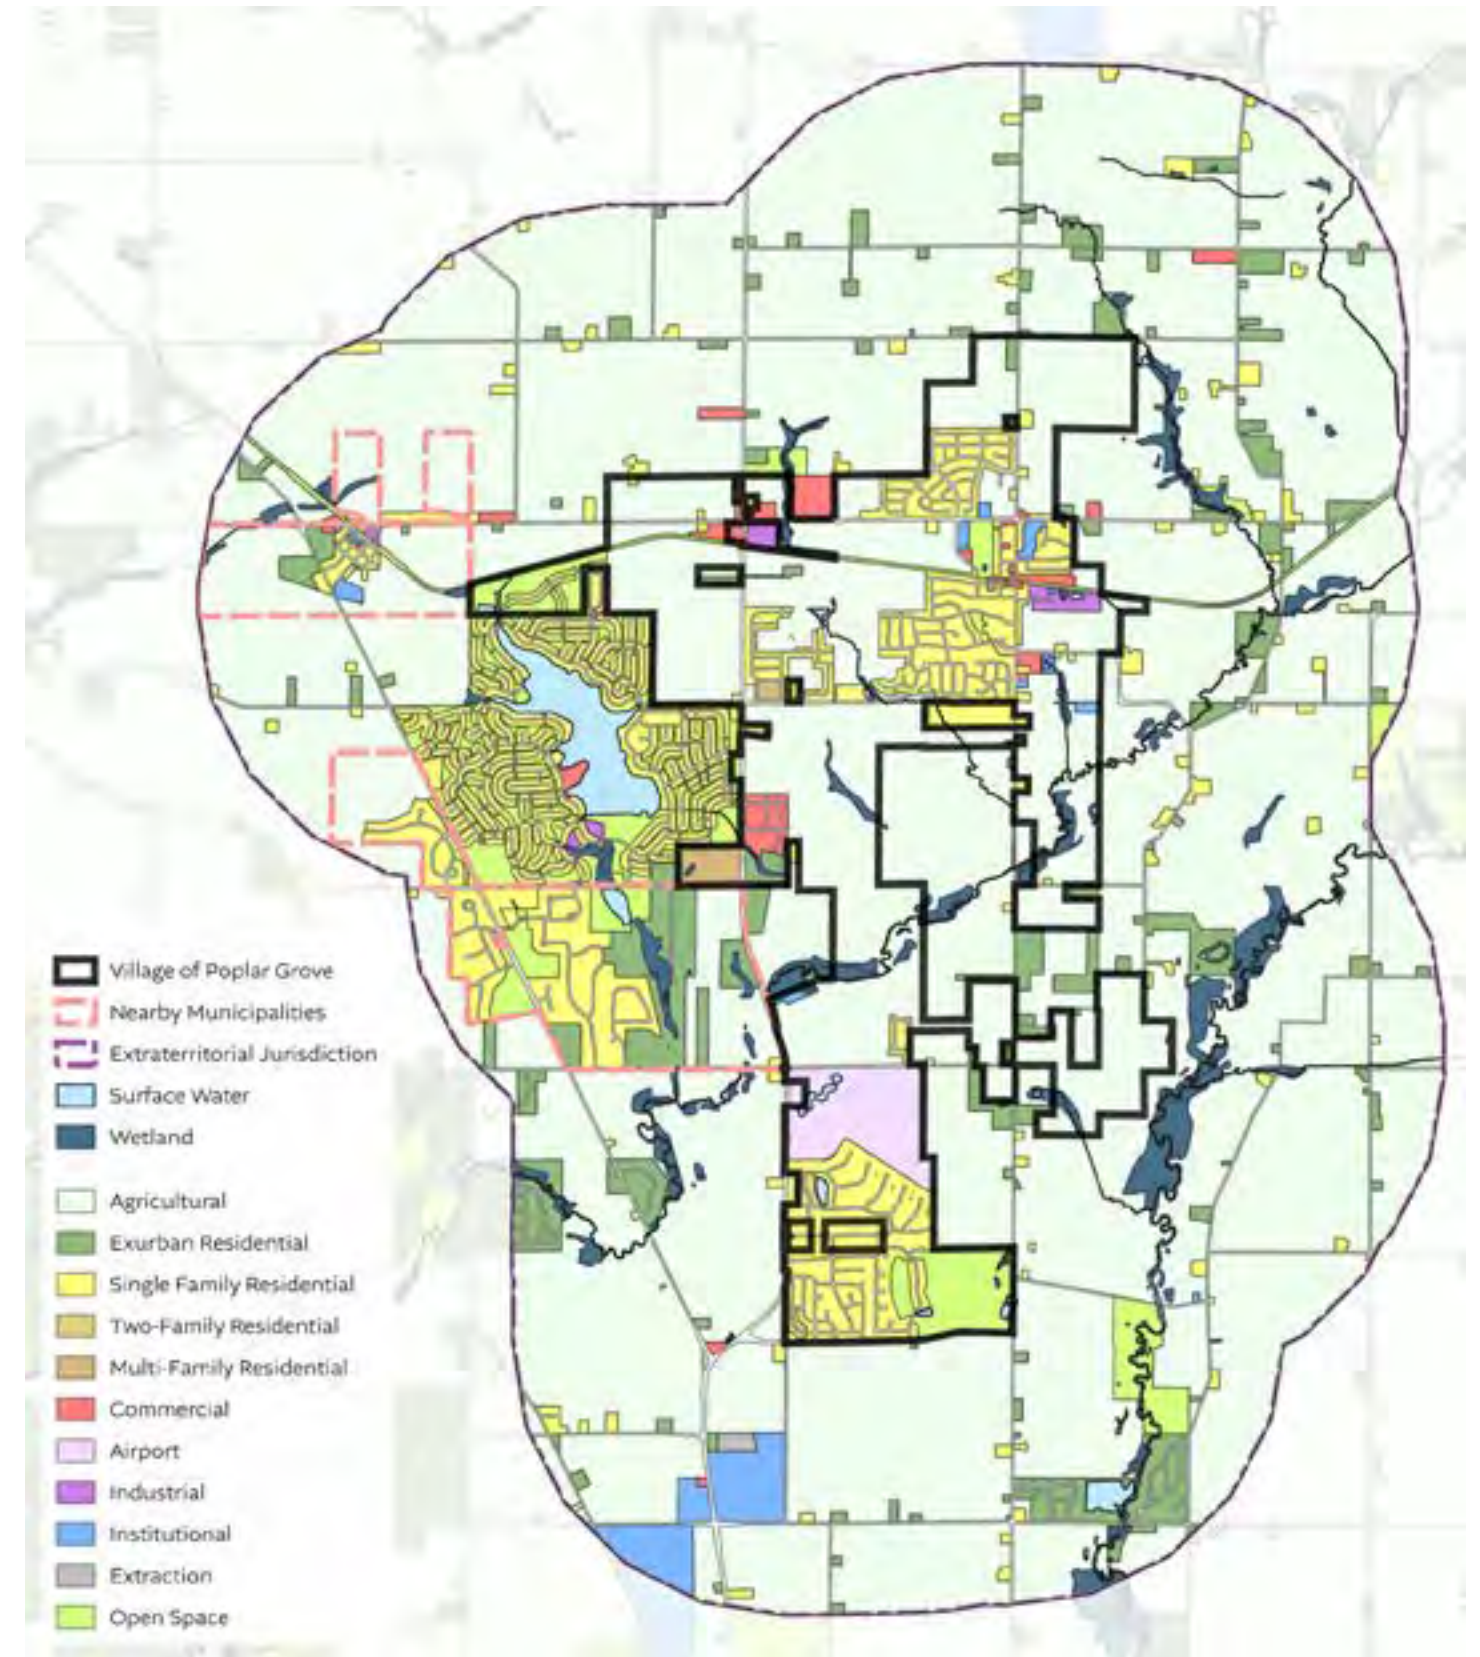 Village of Poplar Grove
Nearby Municipalities
Extraterritorial Jurisdiction
Surface Water
Wetland
Agricultural
Exurban Residential
Single Family Residential
Two-Family Residential
Multi-Family Residential
Commercial
Airport
Industrial
Institutional
Extraction
Open Space